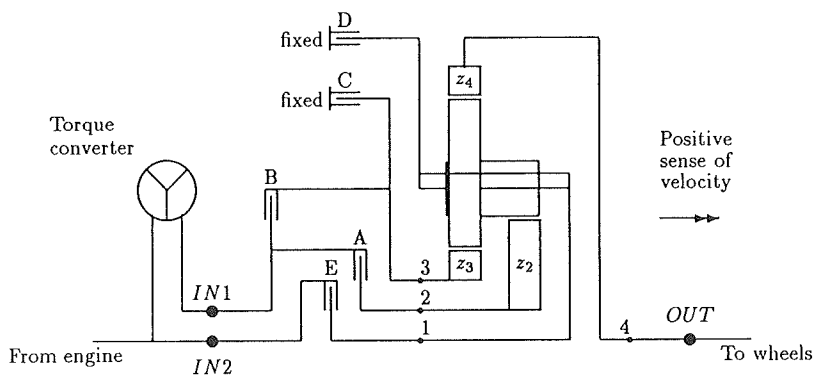 D
fixed
C
fixed
z4
Torque
converter
Positive
sense of
velocity
B
A
E
3
z3
z2
IN1
2
OUT
1
4
From engine
IN2
To wheels